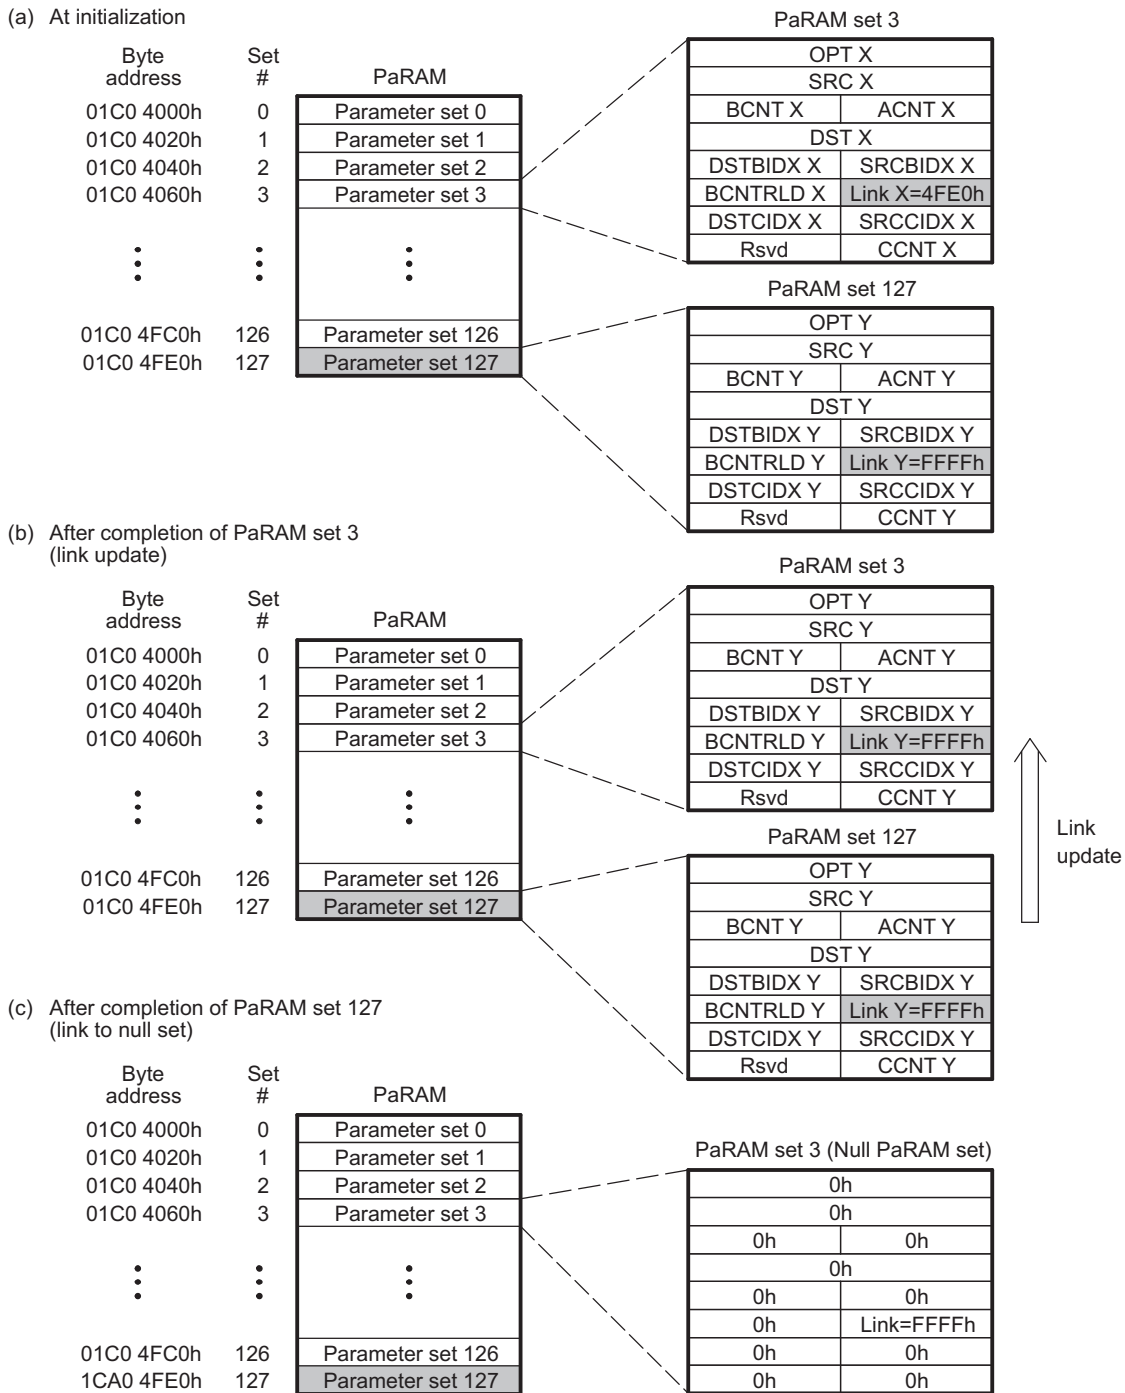 (a) At initialization
Byte address Set # PaRAM
01C0 4000h 0 Parameter set 0
01C0 4020h 1 Parameter set 1
01C0 4040h 2 Parameter set 2
01C0 4060h 3 Parameter set 3
01C0 4FC0h 126 Parameter set 126
01C0 4FE0h 127 Parameter set 127
PaRAM set 3
OPT X
SRC X
BCNT X ACNT X
DST X
DSTBIDX X SRCBIDX X
BCNTRLD X Link X=4FE0h
DSTCIDX X SRCCIDX X
Rsvd CCNT X
PaRAM set 127
OPT Y
SRC Y
BCNT Y ACNT Y
DST Y
DSTBIDX Y SRCBIDX Y
BCNTRLD Y Link Y=FFFFh
DSTCIDX Y SRCCIDX Y
Rsvd CCNT Y
(b) After completion of PaRAM set 3
(link update)
Byte address Set # PaRAM
01C0 4000h 0 Parameter set 0
01C0 4020h 1 Parameter set 1
01C0 4040h 2 Parameter set 2
01C0 4060h 3 Parameter set 3
01C0 4FC0h 126 Parameter set 126
01C0 4FE0h 127 Parameter set 127
PaRAM set 3
OPT Y
SRC Y
BCNT Y ACNT Y
DST Y
DSTBIDX Y SRCBIDX Y
BCNTRLD Y Link Y=FFFFh
DSTCIDX Y SRCCIDX Y
Rsvd CCNT Y
PaRAM set 127
OPT Y
SRC Y
BCNT Y ACNT Y
DST Y
DSTBIDX Y SRCBIDX Y
BCNTRLD Y Link Y=FFFFh
DSTCIDX Y SRCCIDX Y
Rsvd CCNT Y
Link
update
(c) After completion of PaRAM set 127
(link to null set)
Byte address Set # PaRAM
01C0 4000h 0 Parameter set 0
01C0 4020h 1 Parameter set 1
01C0 4040h 2 Parameter set 2
01C0 4060h 3 Parameter set 3
01C0 4FC0h 126 Parameter set 126
1CA0 4FE0h 127 Parameter set 127
PaRAM set 3 (Null PaRAM set)
0h
0h
0h 0h
0h
0h 0h
0h Link=FFFFh
0h 0h
0h 0h